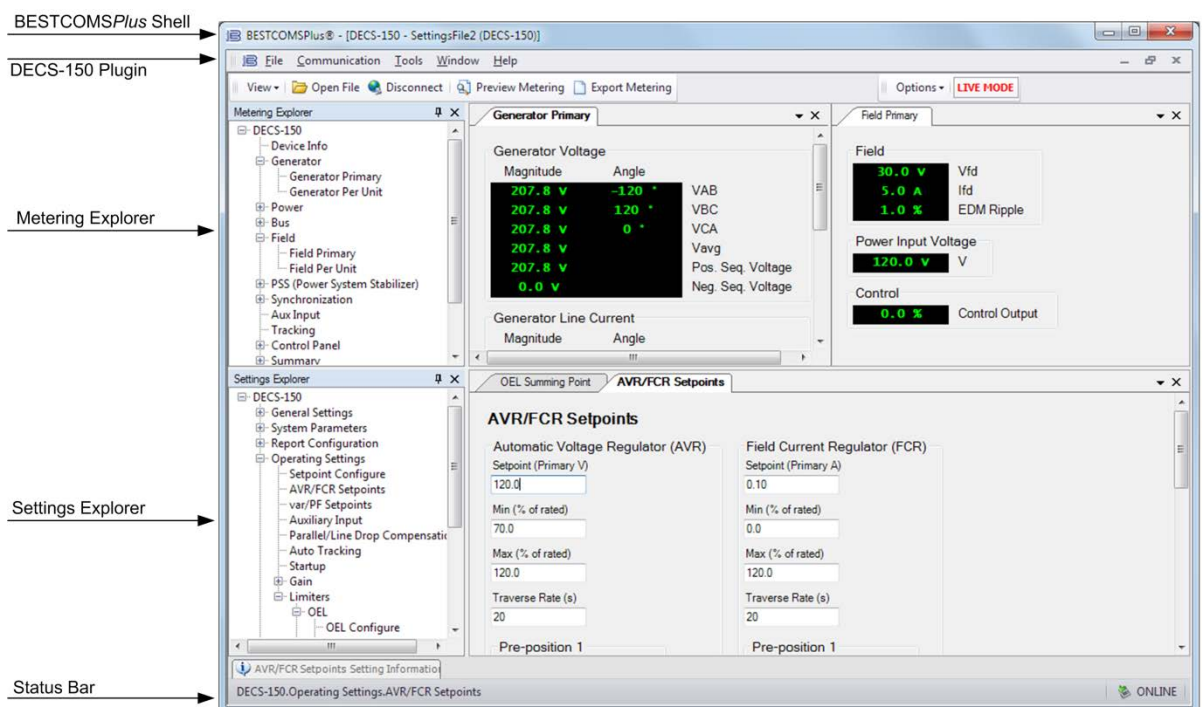 BESTCOMSPlus Shell
DECS-150 Plugin
Metering Explorer
Settings Explorer
Status Bar
BESTCOMSPlus® - [DECS-150 - SettingsFile2 (DECS-150)]
File Communication Tools Window Help
View Open File Disconnect Preview Metering Export Metering Options LIVE MODE
Metering Explorer
DECS-150
Device Info
Generator
Generator Primary
Generator Per Unit
Power
Bus
Field
Field Primary
Field Per Unit
PSS (Power System Stabilizer)
Synchronization
Aux Input
Tracking
Control Panel
Summary
Generator Primary
Generator Voltage
Magnitude Angle
207.8 V -120 ° VAB
207.8 V 120 ° VBC
207.8 V 0 ° VCA
207.8 V Vavg
207.8 V Pos. Seq. Voltage
0.0 V Neg. Seq. Voltage
Generator Line Current
Magnitude Angle
Field Primary
Field
30.0 V Vfd
5.0 A Ifd
1.0 % EDM Ripple
Power Input Voltage
120.0 V V
Control
0.0 % Control Output
Settings Explorer
DECS-150
General Settings
System Parameters
Report Configuration
Operating Settings
Setpoint Configure
AVR/FCR Setpoints
var/PF Setpoints
Auxiliary Input
Parallel/Line Drop Compensatic
Auto Tracking
Startup
Gain
Limiters
OEL
OEL Configure
OEL Summing Point AVR/FCR Setpoints
AVR/FCR Setpoints
Automatic Voltage Regulator (AVR)
Setpoint (Primary V)
120.0
Min (% of rated)
70.0
Max (% of rated)
120.0
Traverse Rate (s)
20
Pre-position 1
Field Current Regulator (FCR)
Setpoint (Primary A)
0.10
Min (% of rated)
0.0
Max (% of rated)
120.0
Traverse Rate (s)
20
Pre-position 1
AVR/FCR Setpoints Setting Information
DECS-150.Operating Settings.AVR/FCR Setpoints ONLINE